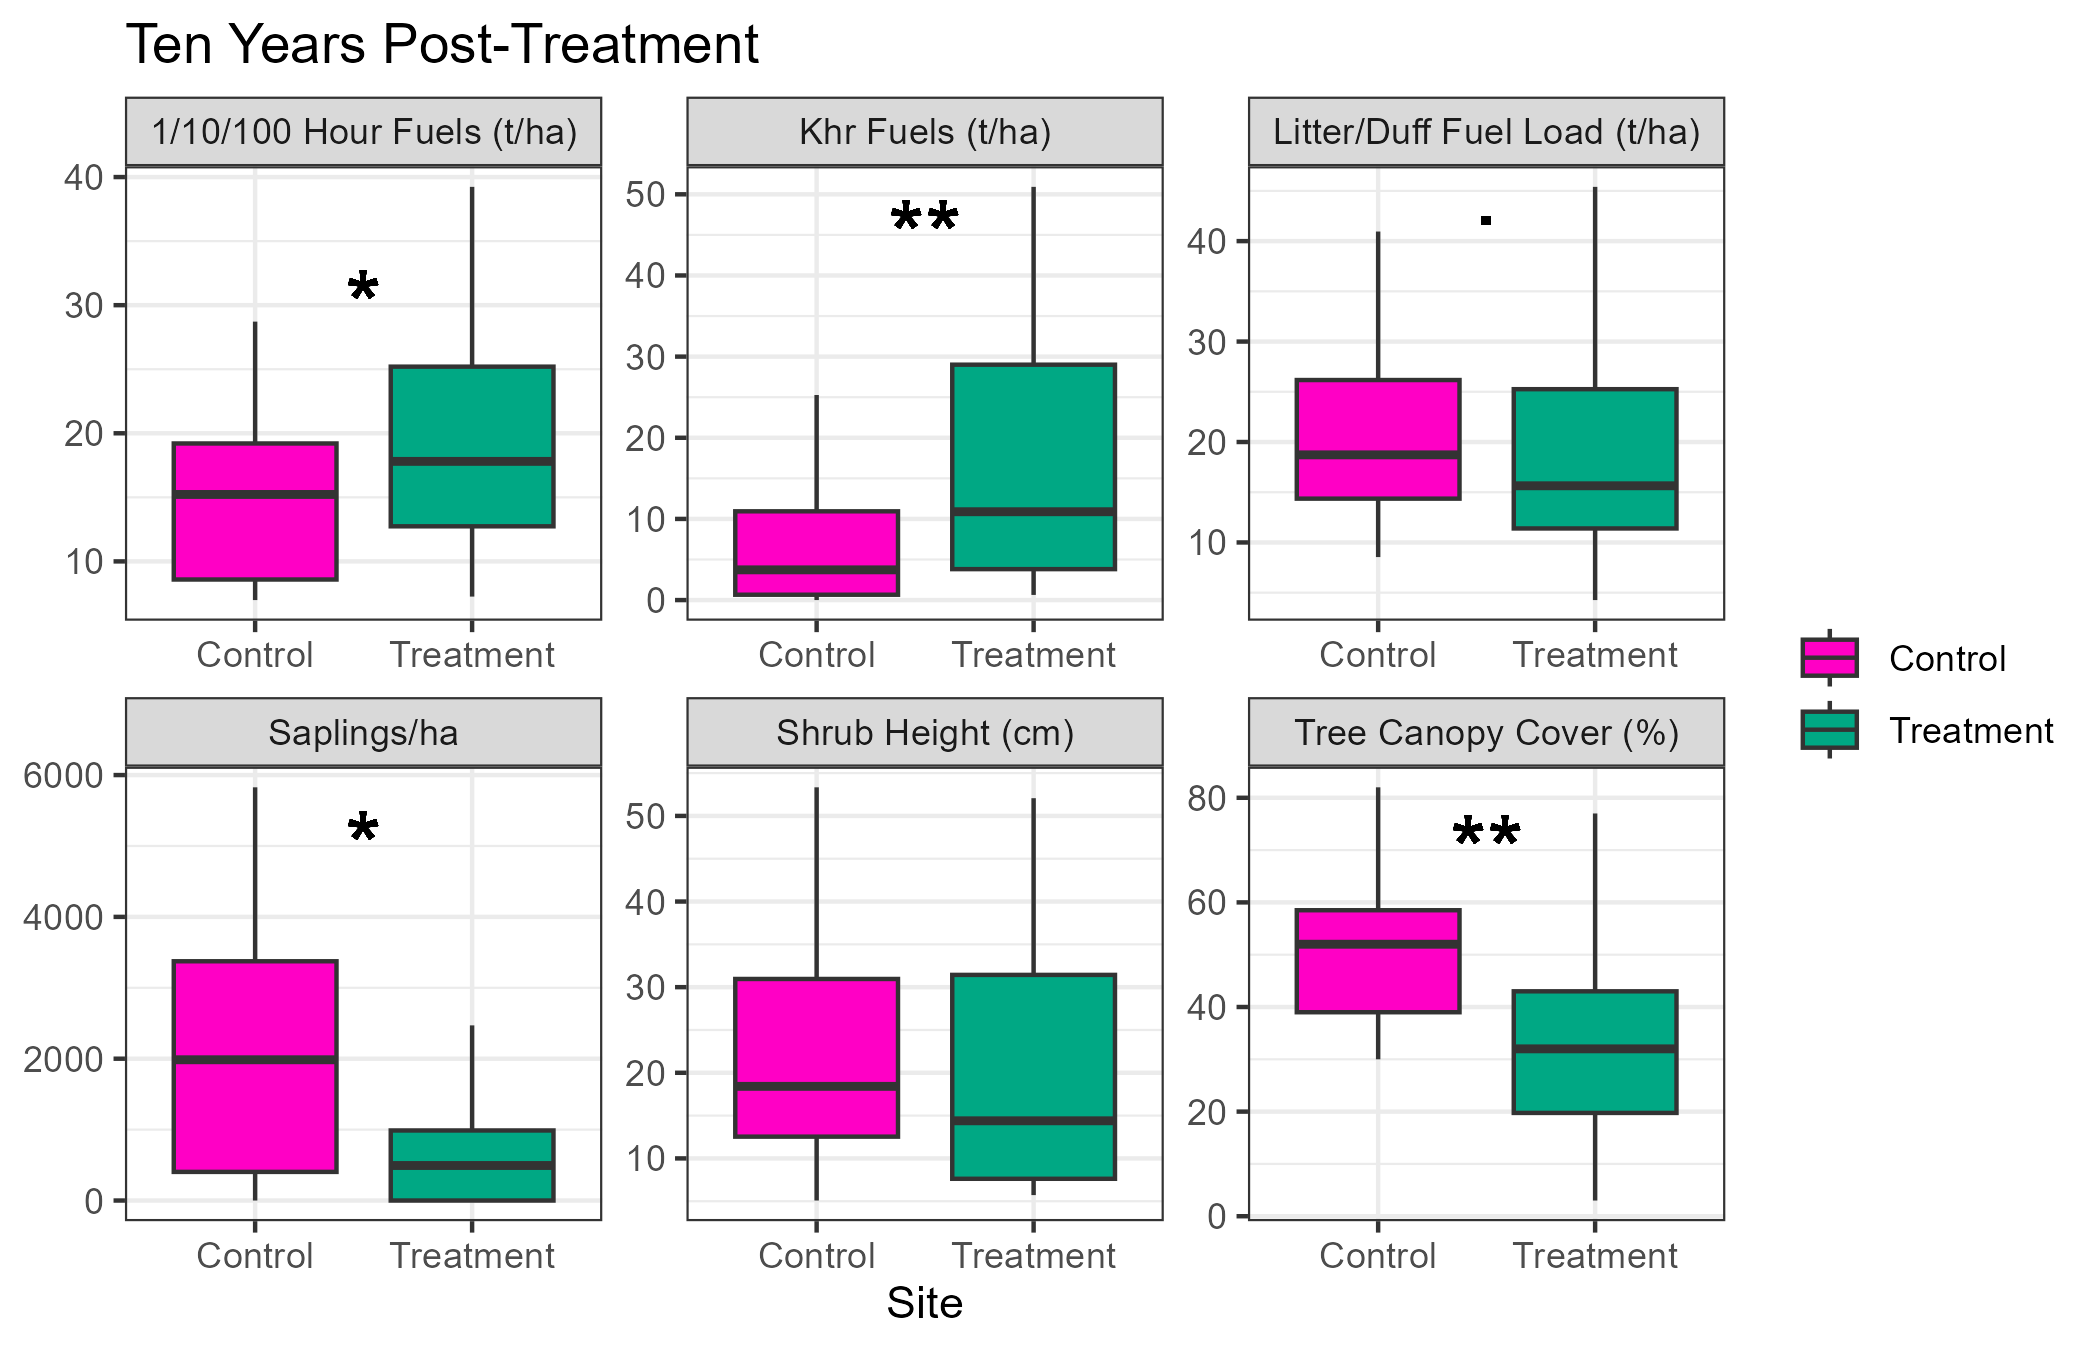 Ten Years Post-Treatment
1/10/100 Hour Fuels (t/ha)
40
30
20
10
*
Control Treatment
Khr Fuels (t/ha)
50
40
30
20
10
0
**
Control Treatment
Litter/Duff Fuel Load (t/ha)
40
30
20
10
.
Control Treatment
Saplings/ha
6000
4000
2000
0
*
Control Treatment
Shrub Height (cm)
50
40
30
20
10
Control Treatment
Tree Canopy Cover (%)
80
60
40
20
0
**
Control Treatment
Site
Control
Treatment